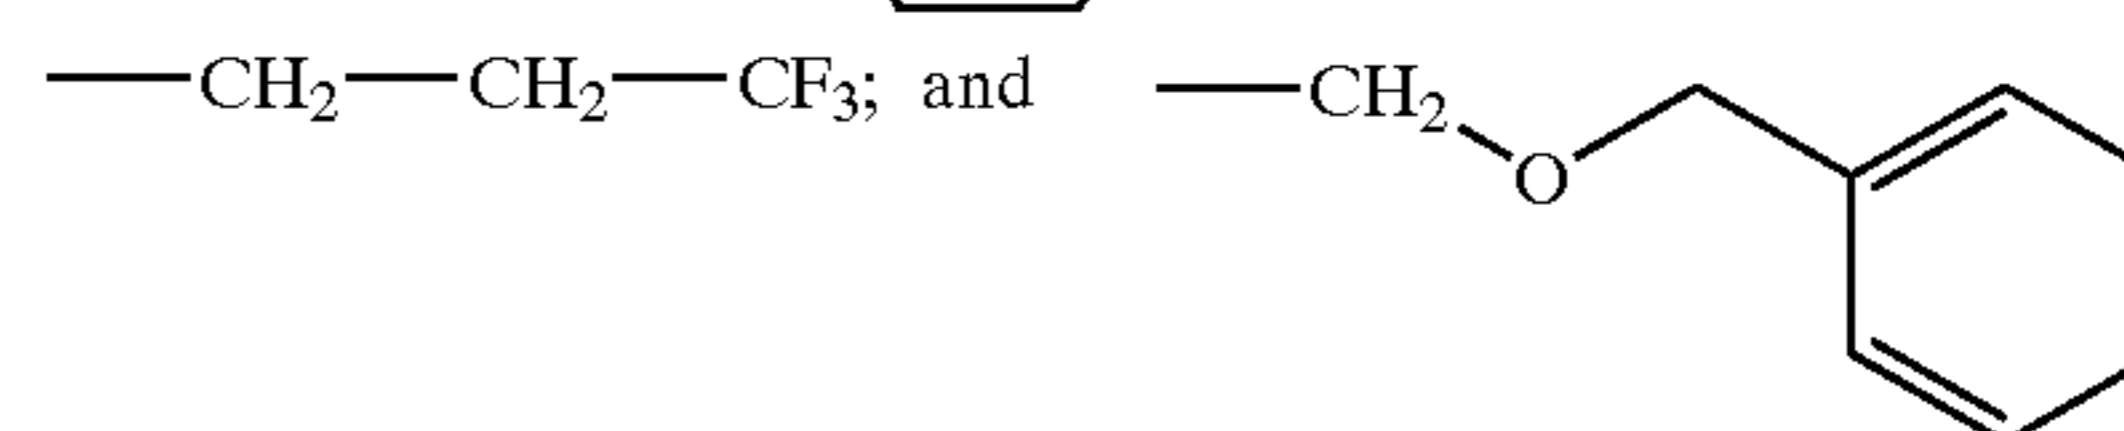 —CH₂—CH₂—CF₃; and —CH₂
O